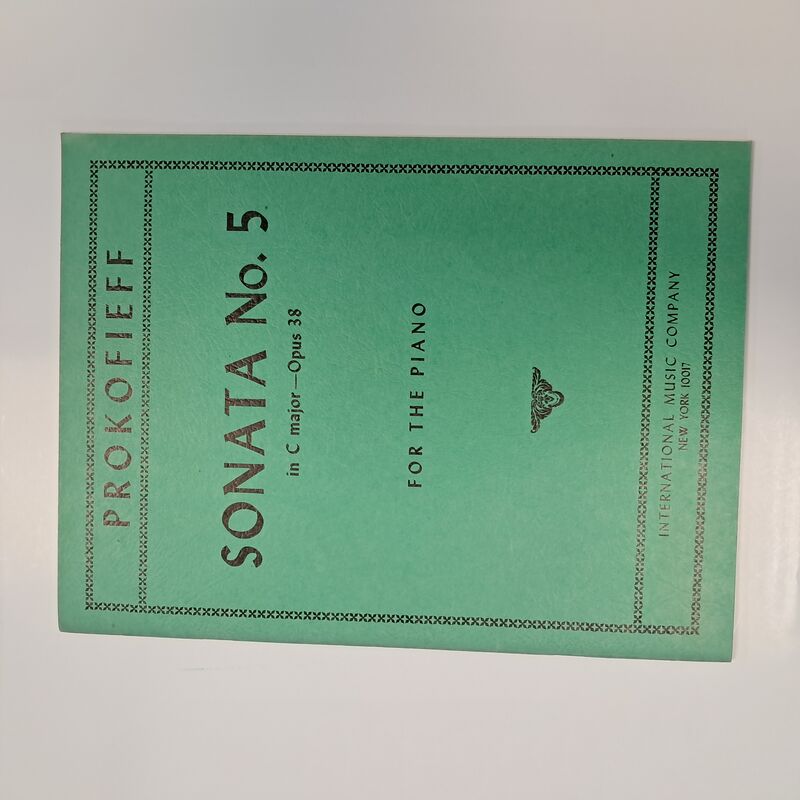 PROKOFIEFF
SONATA No. 5
in C major—Opus 38
FOR THE PIANO
INTERNATIONAL MUSIC COMPANY
NEW YORK 10017